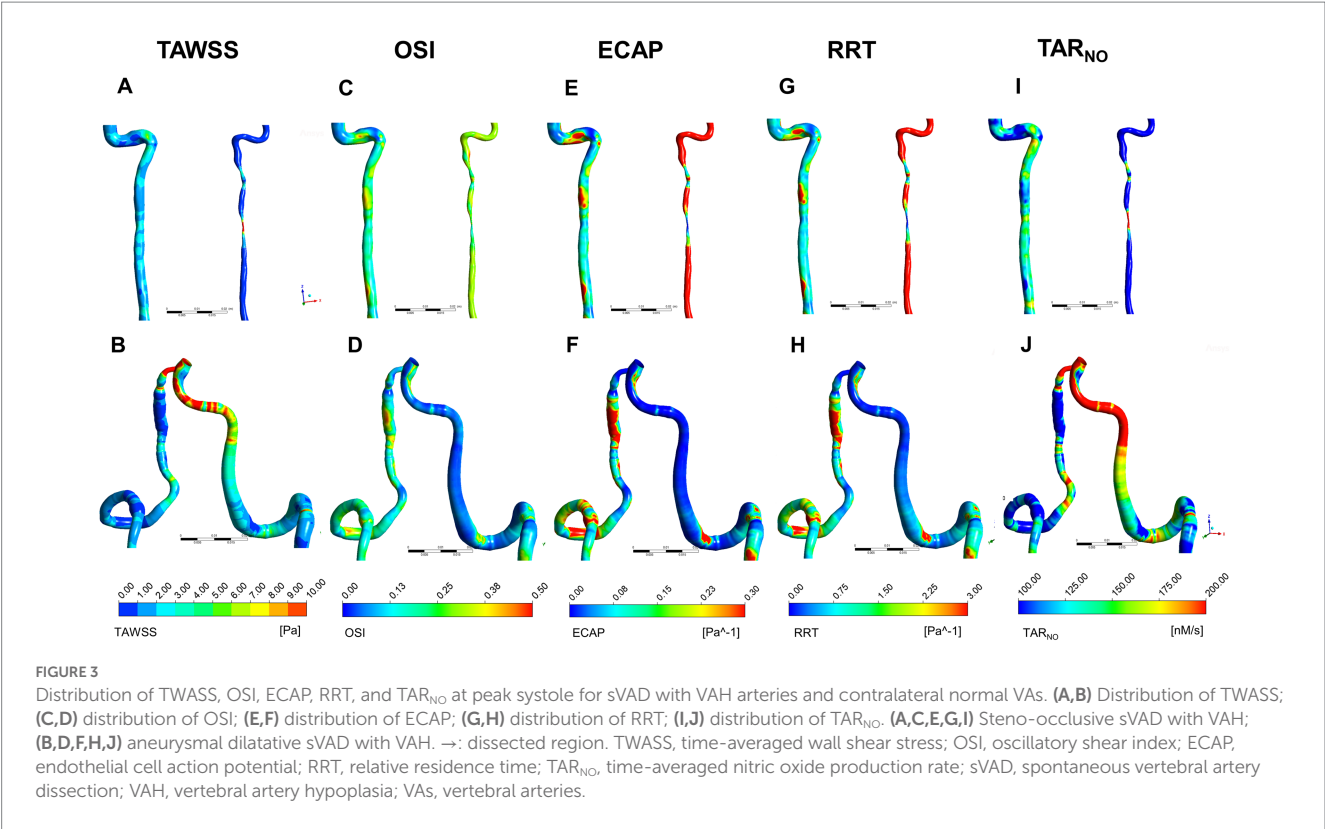 TAWSS OSI ECAP RRT TAR_NO
A C E G I
B D F H J
0.00 1.00 2.00 3.00 4.00 5.00 6.00 7.00 8.00 9.00 10.00
TAWSS [Pa]
0.00 0.13 0.25 0.38 0.50
OSI
0.00 0.08 0.15 0.23 0.30
ECAP [Pa^-1]
0.00 0.75 1.50 2.25 3.00
RRT [Pa^-1]
100.00 125.00 150.00 175.00 200.00
TAR_NO [nM/s]
FIGURE 3
Distribution of TWASS, OSI, ECAP, RRT, and TAR_NO at peak systole for sVAD with VAH arteries and contralateral normal VAs. (A,B) Distribution of TWASS;
(C,D) distribution of OSI; (E,F) distribution of ECAP; (G,H) distribution of RRT; (I,J) distribution of TAR_NO. (A,C,E,G,I) Steno-occlusive sVAD with VAH;
(B,D,F,H,J) aneurysmal dilatative sVAD with VAH. →: dissected region. TWASS, time-averaged wall shear stress; OSI, oscillatory shear index; ECAP,
endothelial cell action potential; RRT, relative residence time; TAR_NO, time-averaged nitric oxide production rate; sVAD, spontaneous vertebral artery
dissection; VAH, vertebral artery hypoplasia; VAs, vertebral arteries.